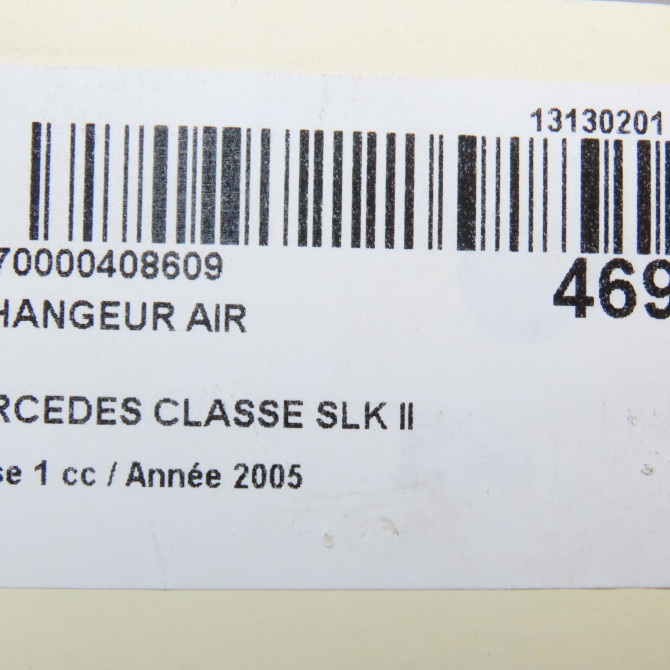 13130201
70000408609
469
HANGEUR AIR
RCEDES CLASSE SLK II
se 1 cc / Année 2005